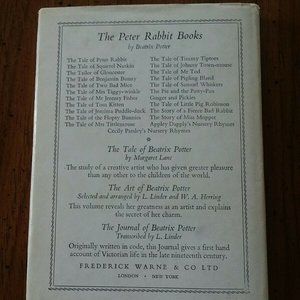 The Peter Rabbit Books
by Beatrix Potter
The Tale of Peter Rabbit
The Tale of Squirrel Nutkin
The Tailor of Gloucester
The Tale of Benjamin Bunny
The Tale of Two Bad Mice
The Tale of Mrs Tiggy-winkle
The Tale of Mr Jeremy Fisher
The Tale of Tom Kitten
The Tale of Jemima Puddle-duck
The Tale of the Flopsy Bunnies
The Tale of Mrs Tittlemouse
The Tale of Timmy Tiptoes
The Tale of Johnny Town-mouse
The Tale of Mr Tod
The Tale of Pigling Bland
The Tale of Samuel Whiskers
The Pie and the Patty-Pan
Ginger and Pickles
The Tale of Little Pig Robinson
The Story of a Fierce Bad Rabbit
The Story of Miss Moppet
Appley Dapply's Nursery Rhymes
Cecily Parsley's Nursery Rhymes
The Tale of Beatrix Potter
by Margaret Lane
The study of a creative artist who has given greater pleasure
than any other to the children of the world.
The Art of Beatrix Potter
Selected and arranged by L. Linder and W. A. Herring
This volume reveals her greatness as an artist and explains
the secret of her charm.
The Journal of Beatrix Potter
Transcribed by L. Linder
Originally written in code, this Journal gives a first hand
account of Victorian life in the late nineteenth century.
FREDERICK WARNE & CO LTD
LONDON · NEW YORK